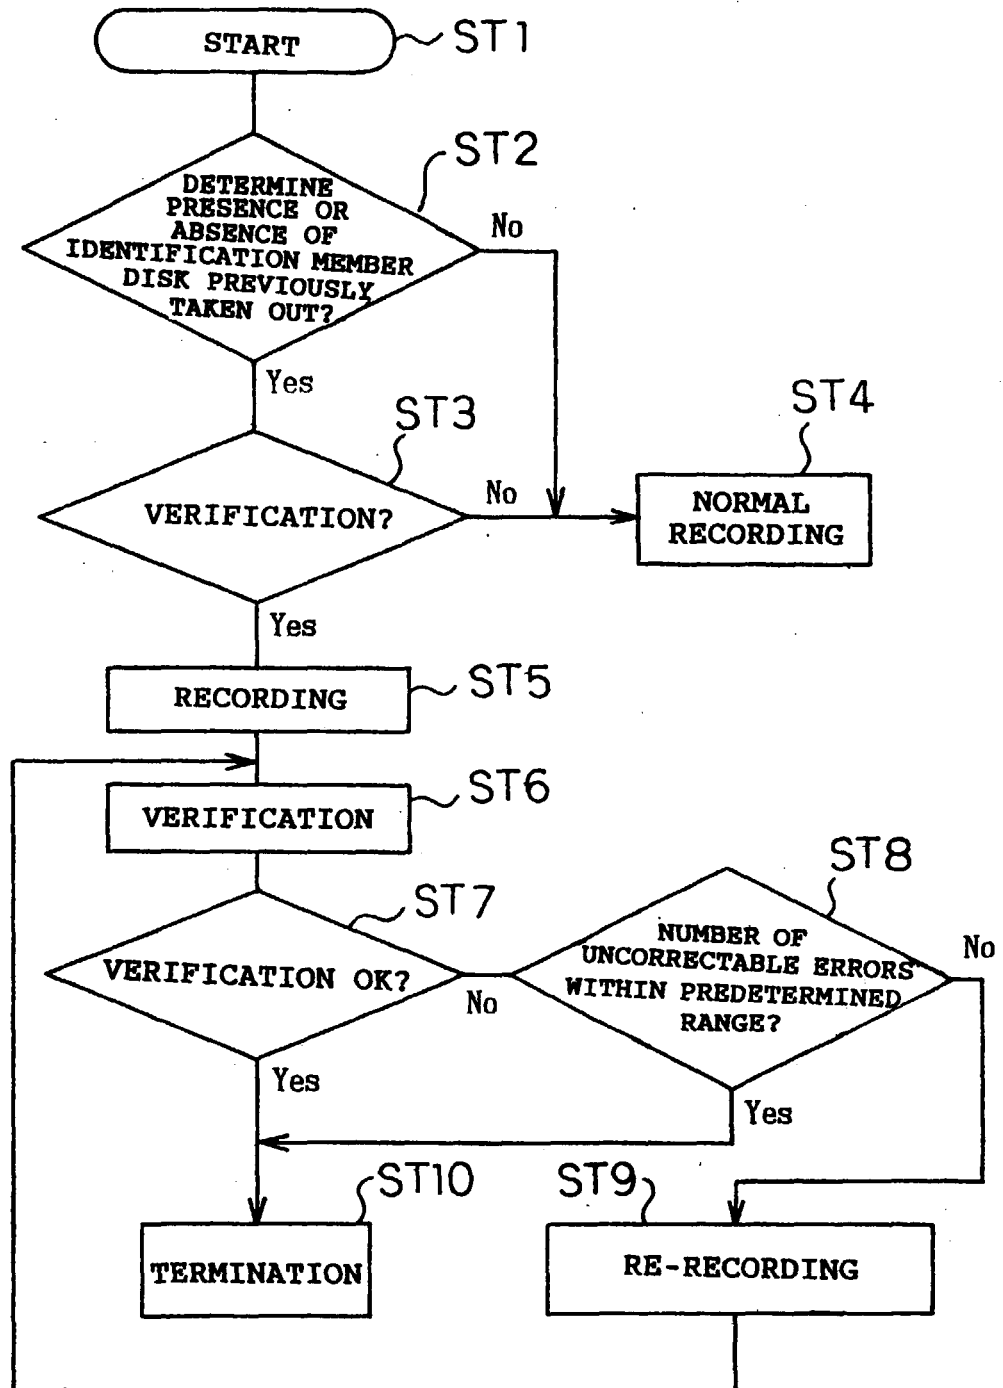 START
ST1
ST2
DETERMINE
PRESENCE OR
ABSENCE OF
IDENTIFICATION MEMBER
DISK PREVIOUSLY
TAKEN OUT?
No
Yes
ST3
ST4
VERIFICATION?
No
NORMAL
RECORDING
Yes
RECORDING
ST5
VERIFICATION
ST6
ST7
VERIFICATION OK?
No
ST8
NUMBER OF
UNCORRECTABLE ERRORS
WITHIN PREDETERMINED
RANGE?
No
Yes
Yes
ST10
TERMINATION
ST9
RE-RECORDING